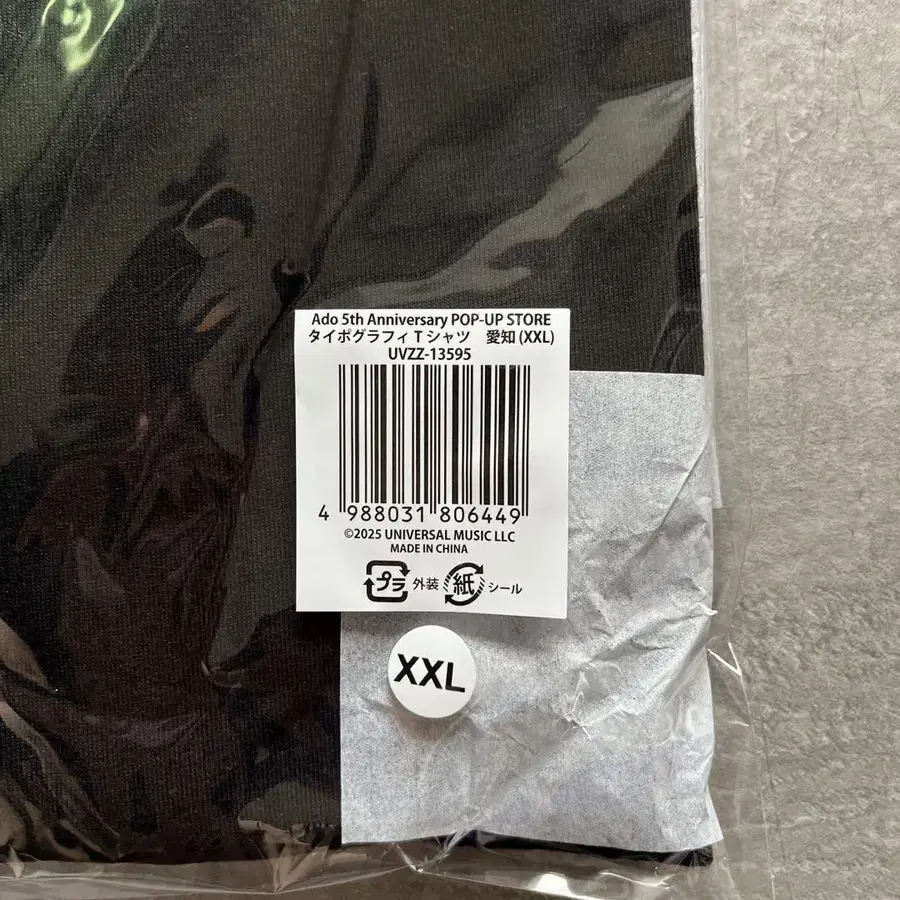 Ado 5th Anniversary POP-UP STORE
タイポグラフィTシャツ　愛知 (XXL)
UVZZ-13595
4 988031 806449
©2025 UNIVERSAL MUSIC LLC
MADE IN CHINA
プラ 外装 紙 シール
XXL